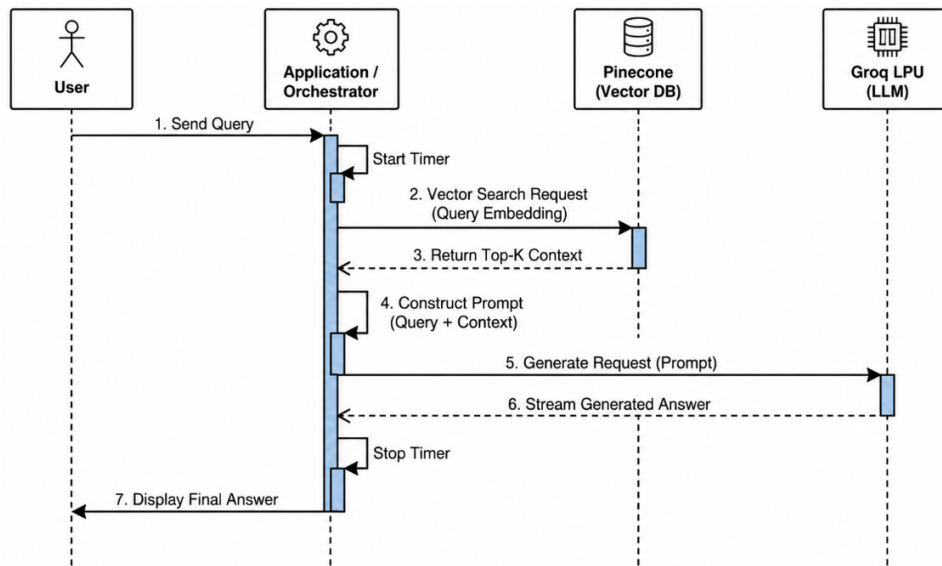 User
Application /
Orchestrator
Pinecone
(Vector DB)
Groq LPU
(LLM)
1. Send Query
Start Timer
2. Vector Search Request
(Query Embedding)
3. Return Top-K Context
4. Construct Prompt
(Query + Context)
5. Generate Request (Prompt)
6. Stream Generated Answer
Stop Timer
7. Display Final Answer